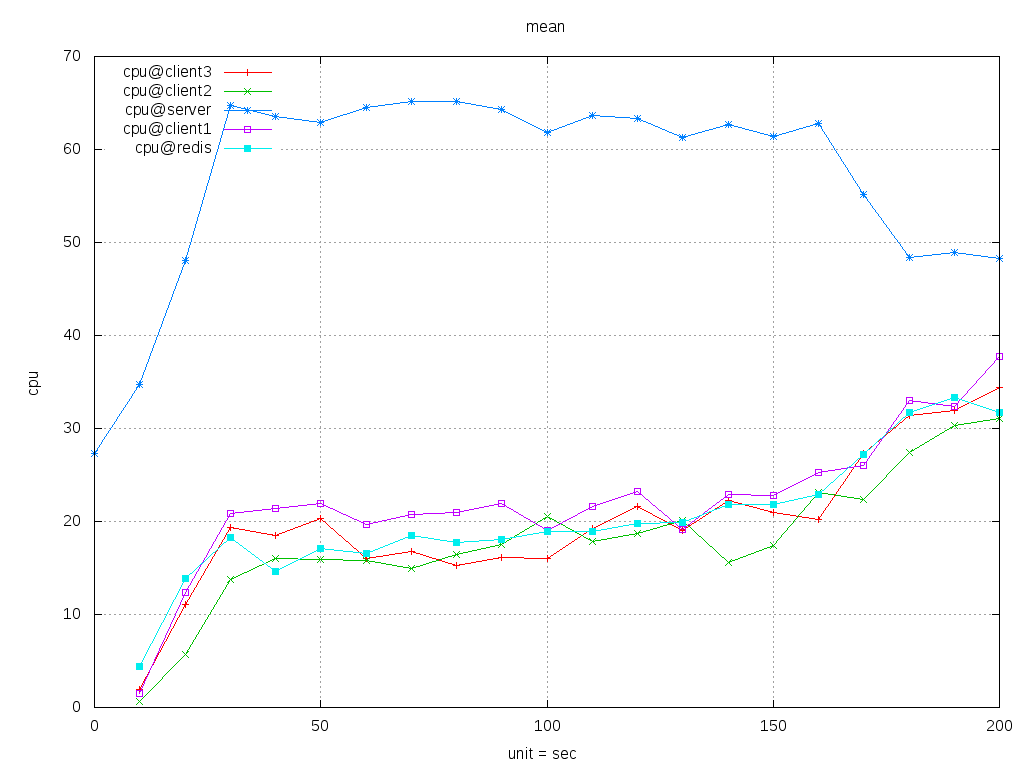 mean
70
cpu@client3
cpu@client2
cpu@server
cpu@client1
cpu@redis
60
50
40
cpu
30
20
10
0
0 50 100 150 200
unit = sec